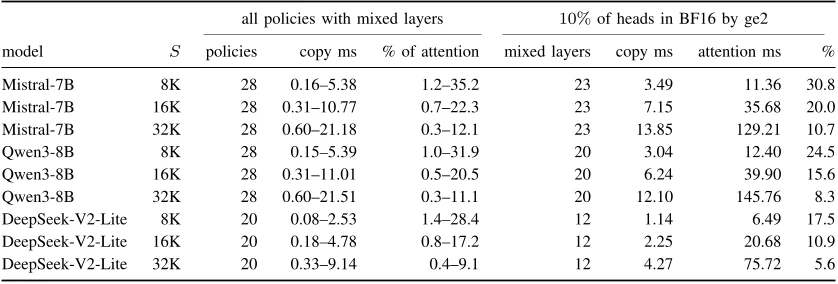 all policies with mixed layers 10% of heads in BF16 by ge2
model S policies copy ms % of attention mixed layers copy ms attention ms %
Mistral-7B 8K 28 0.16–5.38 1.2–35.2 23 3.49 11.36 30.8
Mistral-7B 16K 28 0.31–10.77 0.7–22.3 23 7.15 35.68 20.0
Mistral-7B 32K 28 0.60–21.18 0.3–12.1 23 13.85 129.21 10.7
Qwen3-8B 8K 28 0.15–5.39 1.0–31.9 20 3.04 12.40 24.5
Qwen3-8B 16K 28 0.31–11.01 0.5–20.5 20 6.24 39.90 15.6
Qwen3-8B 32K 28 0.60–21.51 0.3–11.1 20 12.10 145.76 8.3
DeepSeek-V2-Lite 8K 20 0.08–2.53 1.4–28.4 12 1.14 6.49 17.5
DeepSeek-V2-Lite 16K 20 0.18–4.78 0.8–17.2 12 2.25 20.68 10.9
DeepSeek-V2-Lite 32K 20 0.33–9.14 0.4–9.1 12 4.27 75.72 5.6